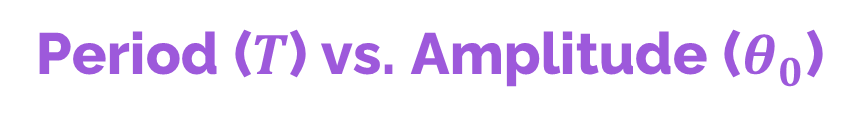 Period (T) vs. Amplitude (θ₀)